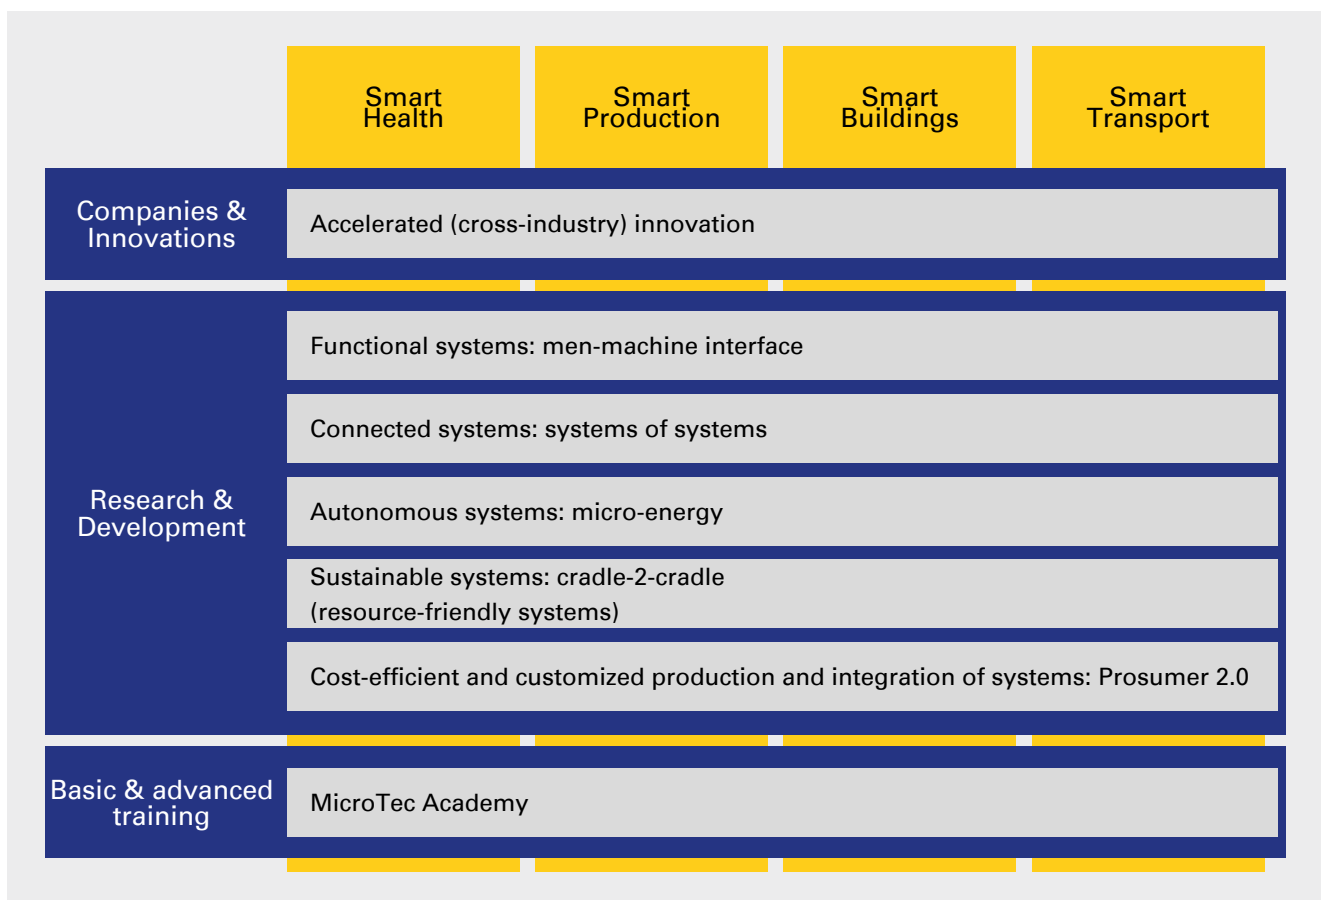 Smart
Health
Smart
Production
Smart
Buildings
Smart
Transport
Companies &
Innovations
Accelerated (cross-industry) innovation
Research &
Development
Functional systems: men-machine interface
Connected systems: systems of systems
Autonomous systems: micro-energy
Sustainable systems: cradle-2-cradle
(resource-friendly systems)
Cost-efficient and customized production and integration of systems: Prosumer 2.0
Basic & advanced
training
MicroTec Academy